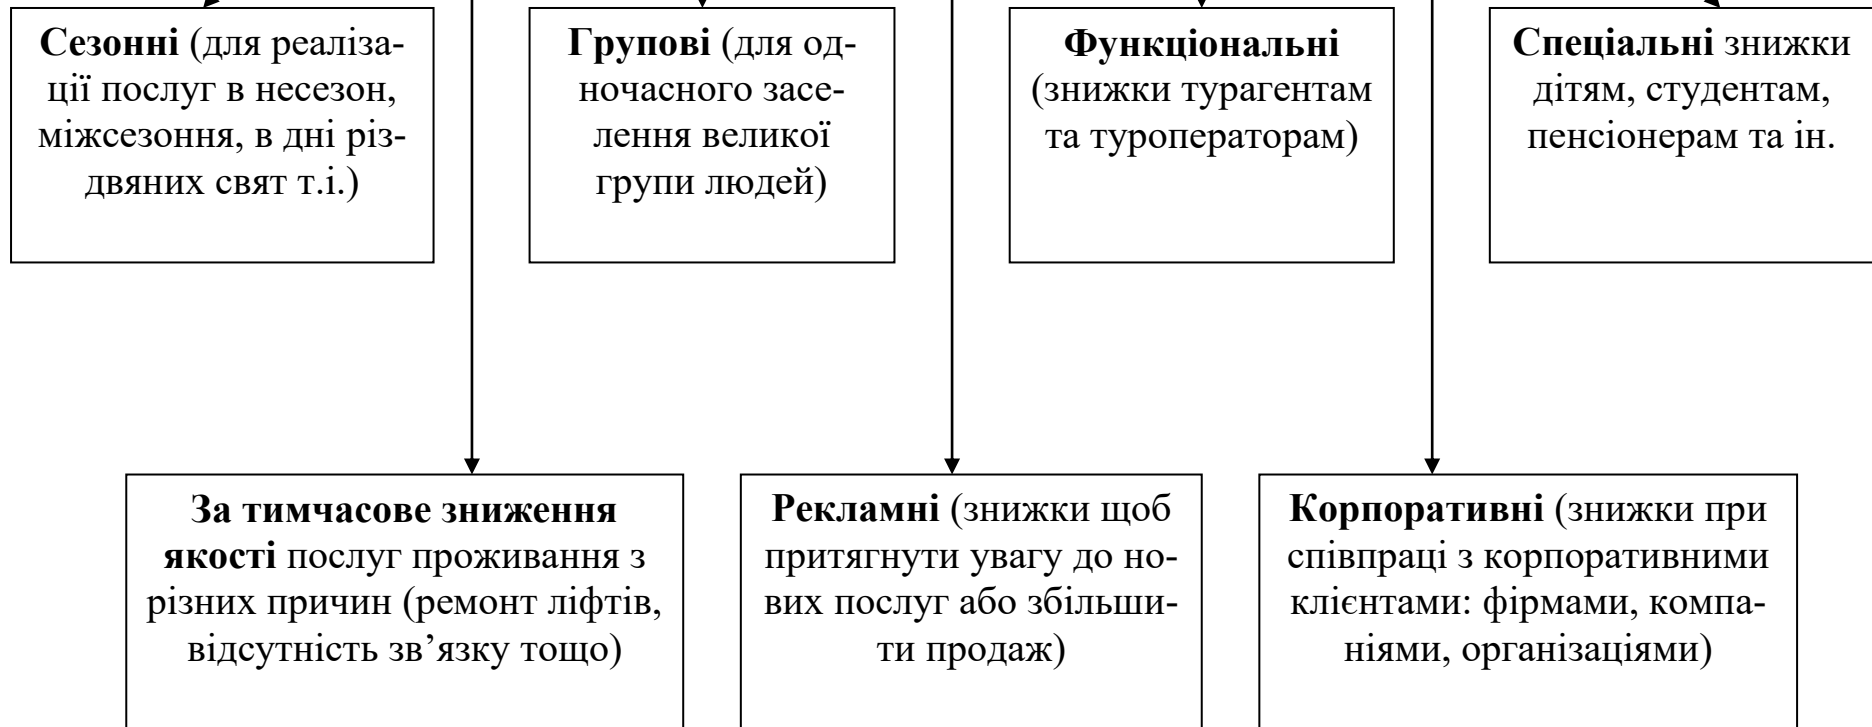 Сезонні (для реаліза-
ції послуг в несезон,
міжсезоння, в дні різ-
двяних свят т.і.)
Групові (для од-
ночасного засе-
лення великої
групи людей)
Функціональні
(знижки турагентам
та туроператорам)
Спеціальні знижки
дітям, студентам,
пенсіонерам та ін.
За тимчасове зниження
якості послуг проживання з
різних причин (ремонт ліфтів,
відсутність зв’язку тощо)
Рекламні (знижки щоб
притягнути увагу до но-
вих послуг або збільши-
ти продаж)
Корпоративні (знижки при
співпраці з корпоративними
клієнтами: фірмами, компа-
ніями, організаціями)